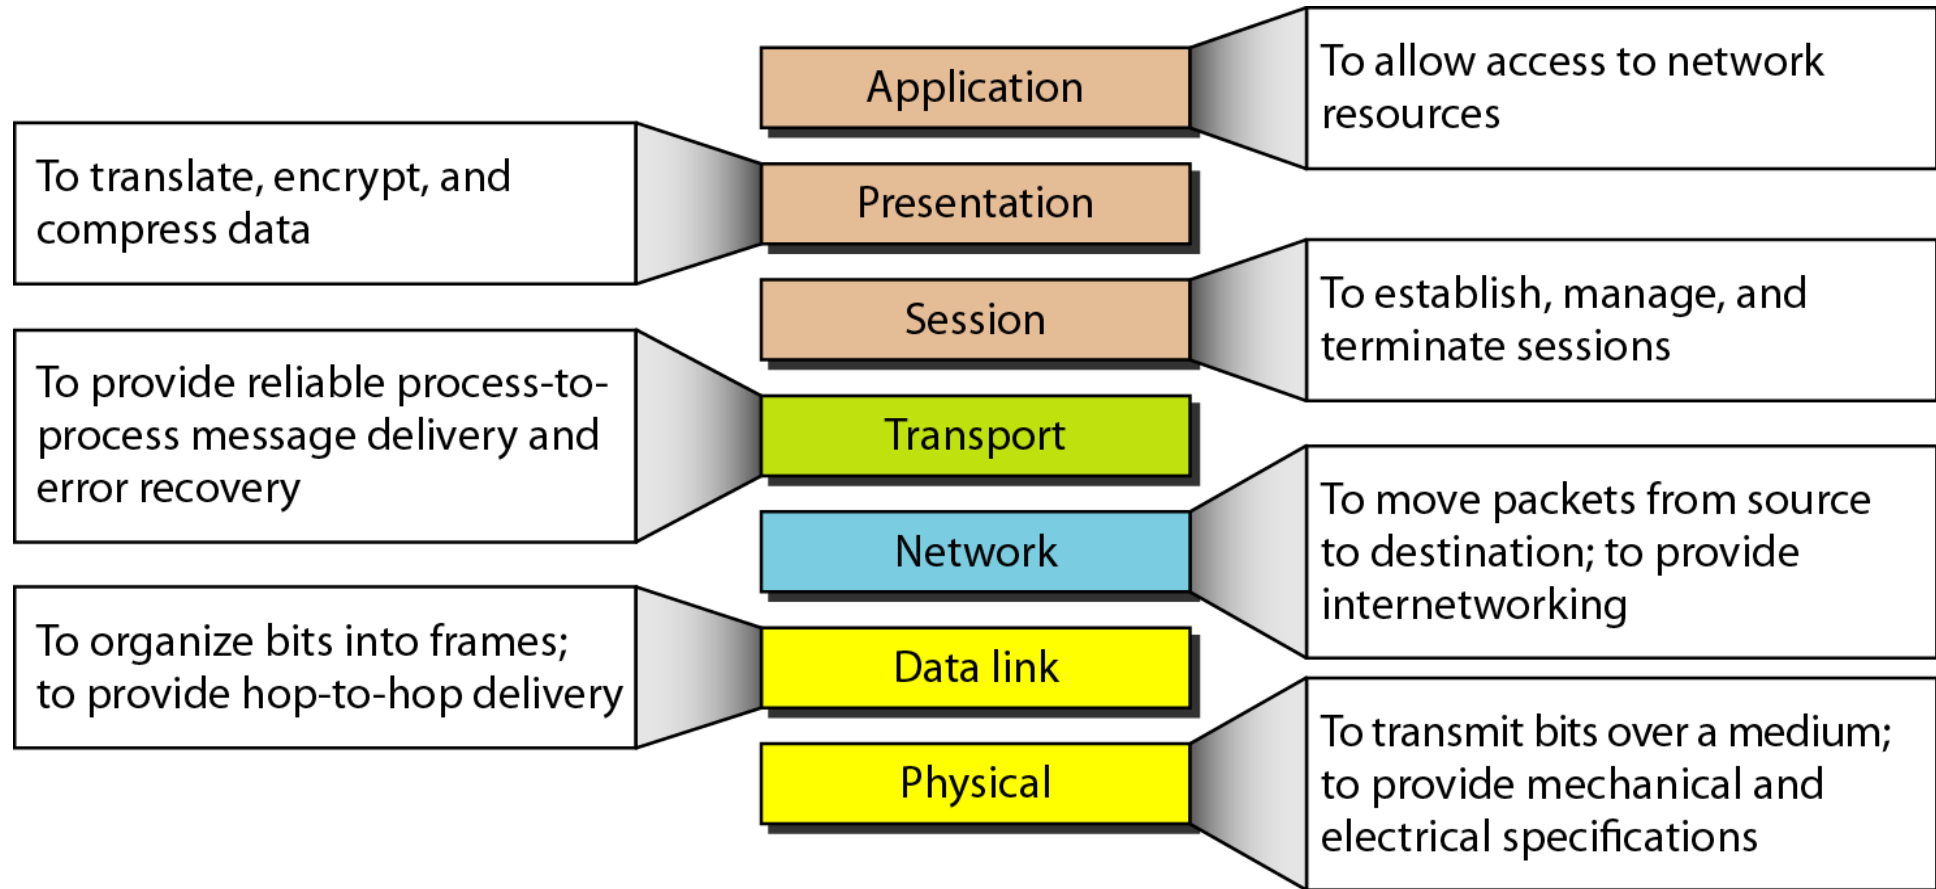 Application
To allow access to network
resources
To translate, encrypt, and
compress data
Presentation
Session
To establish, manage, and
terminate sessions
To provide reliable process-to-
process message delivery and
error recovery
Transport
Network
To move packets from source
to destination; to provide
internetworking
To organize bits into frames;
to provide hop-to-hop delivery
Data link
Physical
To transmit bits over a medium;
to provide mechanical and
electrical specifications